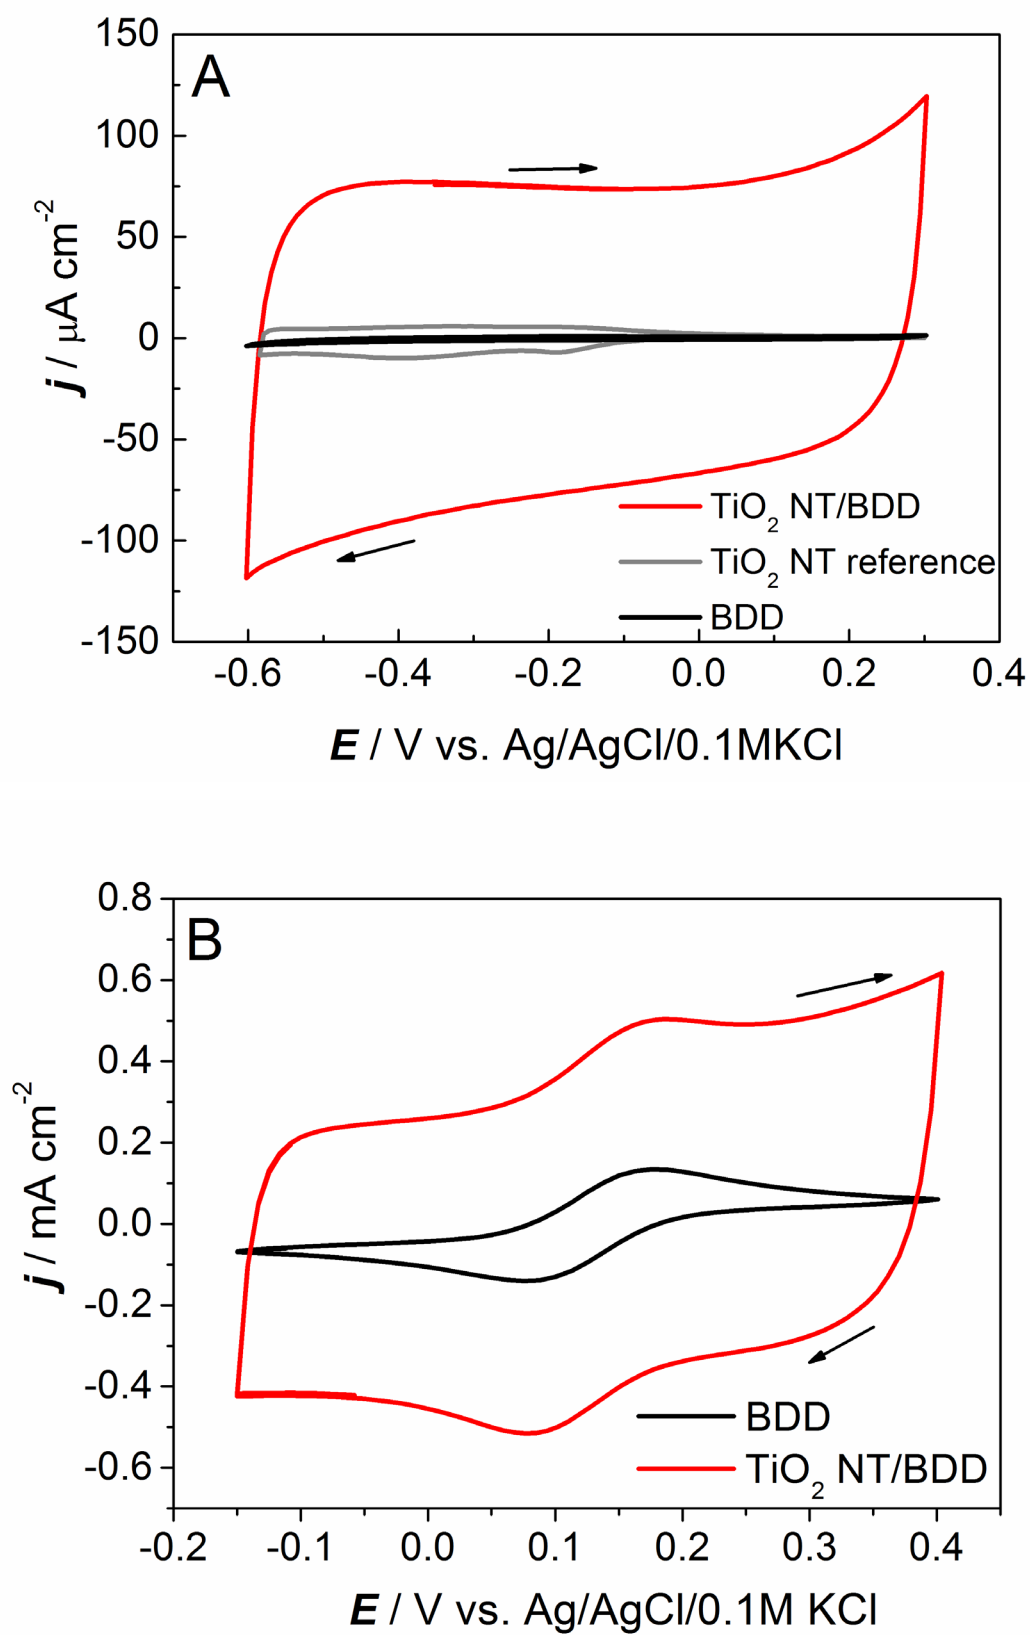 A
150
100
50
0
-50
-100
-150
j / μA cm⁻²
TiO₂ NT/BDD
TiO₂ NT reference
BDD
-0.6 -0.4 -0.2 0.0 0.2 0.4
E / V vs. Ag/AgCl/0.1MKCl
B
0.8
0.6
0.4
0.2
0.0
-0.2
-0.4
-0.6
j / mA cm⁻²
BDD
TiO₂ NT/BDD
-0.2 -0.1 0.0 0.1 0.2 0.3 0.4
E / V vs. Ag/AgCl/0.1M KCl